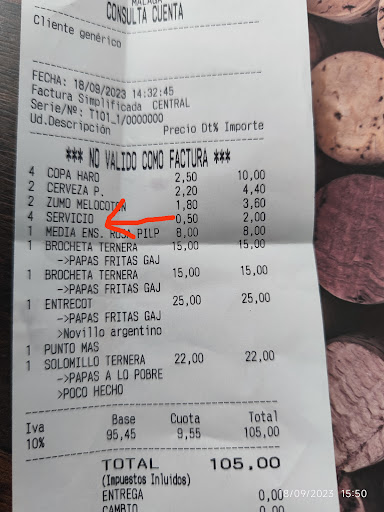 MALAGA
CONSULTA CUENTA
Cliente genérico
FECHA: 18/09/2023 14:32:45
Factura Simplificada CENTRAL
Serie/Nº: T101_1/0000000
Ud.Descripción Precio Dt% Importe
*** NO VALIDO COMO FACTURA ***
4 COPA HARO 2,50 10,00
2 CERVEZA P. 2,20 4,40
2 ZUMO MELOCOTON 1,80 3,60
4 SERVICIO 0,50 2,00
1 MEDIA ENS. ROSA PILP 8,00 8,00
1 BROCHETA TERNERA 15,00 15,00
->PAPAS FRITAS GAJ
1 BROCHETA TERNERA 15,00 15,00
->PAPAS FRITAS GAJ
1 ENTRECOT 25,00 25,00
->PAPAS FRITAS GAJ
>Novillo argentino
1 PUNTO MAS
1 SOLOMILLO TERNERA 22,00 22,00
->PAPAS A LO POBRE
>POCO HECHO
Iva Base Cuota Total
10% 95,45 9,55 105,00
TOTAL 105,00
(Impuestos Inluidos)
ENTREGA 0,00
CAMBIO 0,00
18/09/2023 15:50